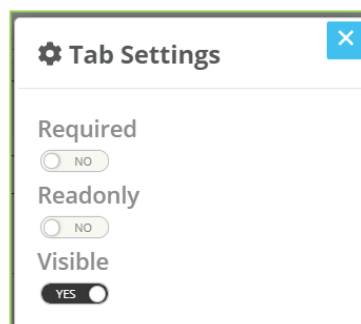 Tab Settings
Required
NO
Readonly
NO
Visible
YES